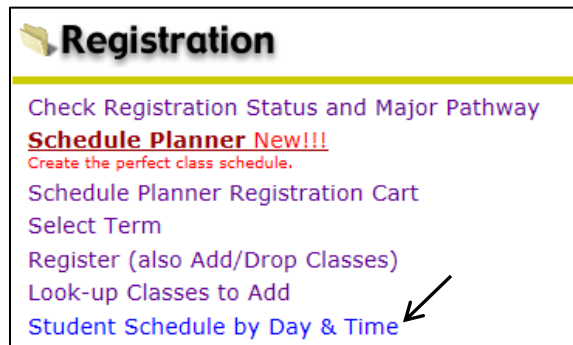 Registration
Check Registration Status and Major Pathway
Schedule Planner New!!!
Create the perfect class schedule.
Schedule Planner Registration Cart
Select Term
Register (also Add/Drop Classes)
Look-up Classes to Add
Student Schedule by Day & Time